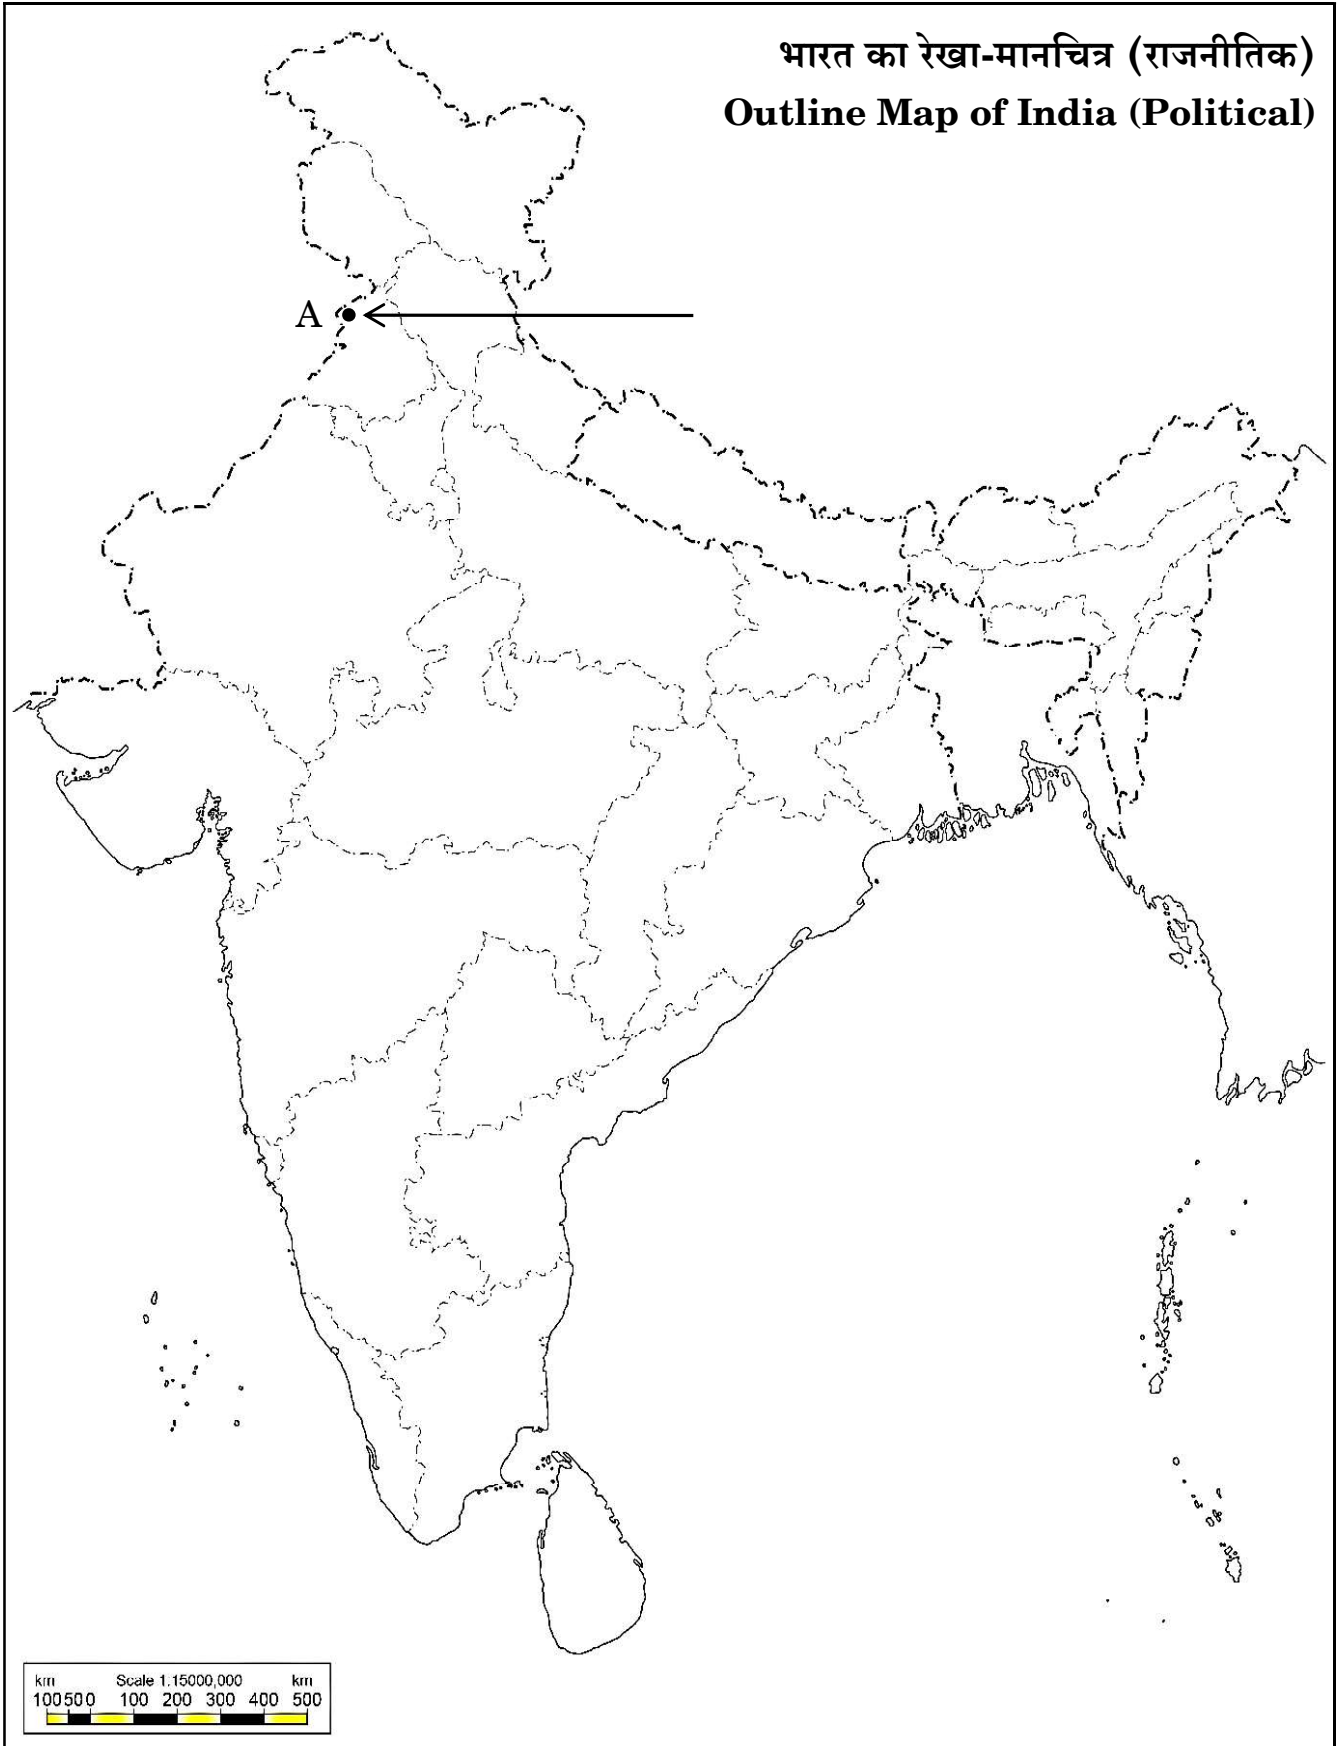 भारत का रेखा-मानचित्र (राजनीतिक)
Outline Map of India (Political)
A
km Scale 1:15000,000 km
100 50 0 100 200 300 400 500